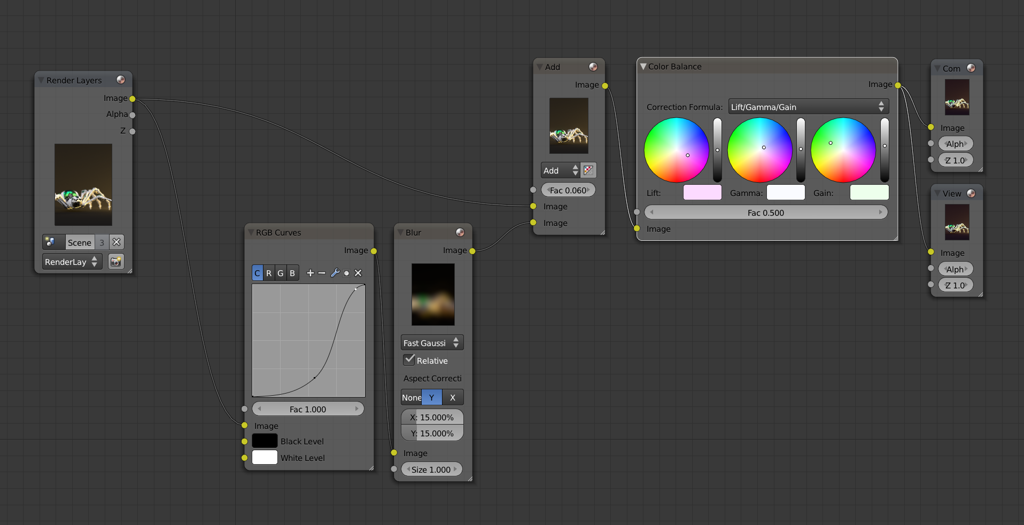 Render Layers
Image
Alpha
Z
Scene 3
RenderLay
RGB Curves
Image
C R G B
Fac 1.000
Image
Black Level
White Level
Blur
Image
Fast Gaussi
Relative
Aspect Correcti
None Y X
X: 15.000%
Y: 15.000%
Image
Size 1.000
Add
Image
Add
Fac 0.060
Image
Image
Color Balance
Image
Correction Formula: Lift/Gamma/Gain
Lift: Gamma: Gain:
Fac 0.500
Image
Com
Image
Alph
Z 1.0
View
Image
Alph
Z 1.0